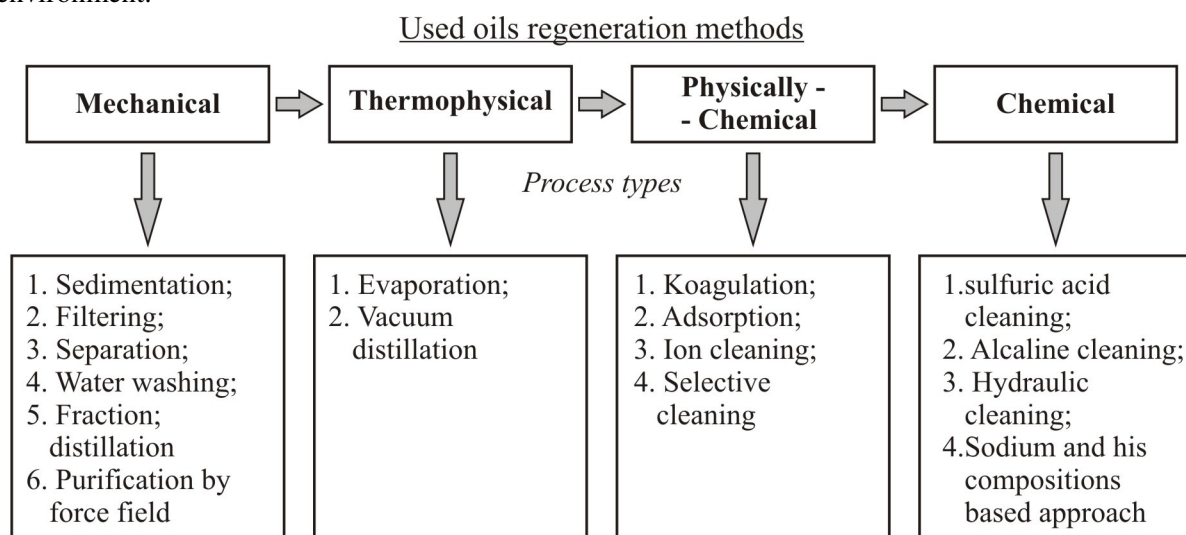 environment.
Used oils regeneration methods
Mechanical
Thermophysical
Physically -
- Chemical
Chemical
Process types
1. Sedimentation;
2. Filtering;
3. Separation;
4. Water washing;
5. Fraction;
distillation
6. Purification by
force field
1. Evaporation;
2. Vacuum
distillation
1. Koagulation;
2. Adsorption;
3. Ion cleaning;
4. Selective
cleaning
1.sulfuric acid
cleaning;
2. Alcaline cleaning;
3. Hydraulic
cleaning;
4.Sodium and his
compositions
based approach